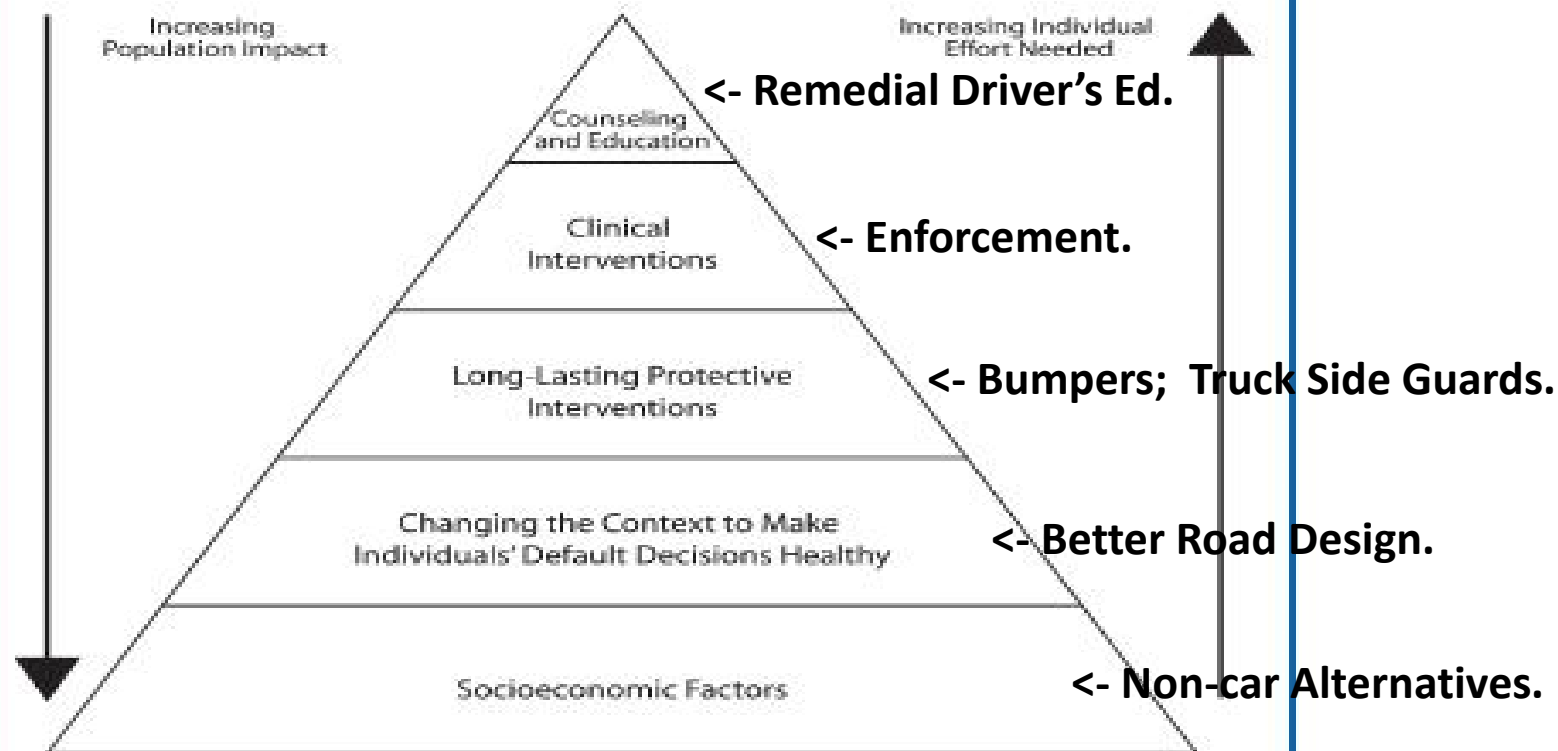 Increasing
Population Impact
Increasing Individual
Effort Needed
<- Remedial Driver’s Ed.
Counseling
and Education
Clinical
Interventions
<- Enforcement.
Long-Lasting Protective
Interventions
<- Bumpers;  Truck Side Guards.
Changing the Context to Make
Individuals' Default Decisions Healthy
<- Better Road Design.
Socioeconomic Factors
<- Non-car Alternatives.